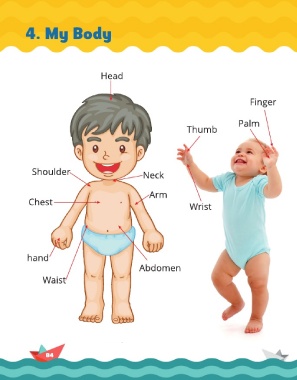 4. My Body
Head
Finger
Thumb
Palm
Shoulder
Neck
Arm
Chest
Wrist
hand
Abdomen
Waist
84